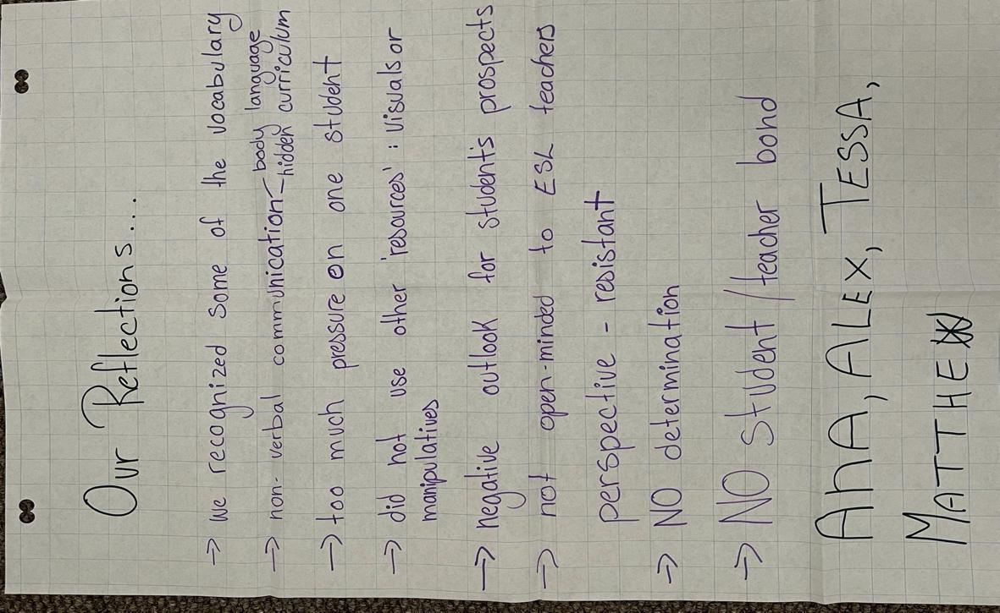 Our Reflections...
→ we recognized some of the vocabulary
→ non-verbal communication – body language
– hidden curriculum
→ too much pressure on one student
→ did not use other 'resources': visuals or
manipulatives
→ negative outlook for student's prospects
→ not open-minded to ESL teachers
perspective - resistant
→ NO determination
→ NO student/teacher bond
AnA, ALEX, TESSA,
MATTHEW